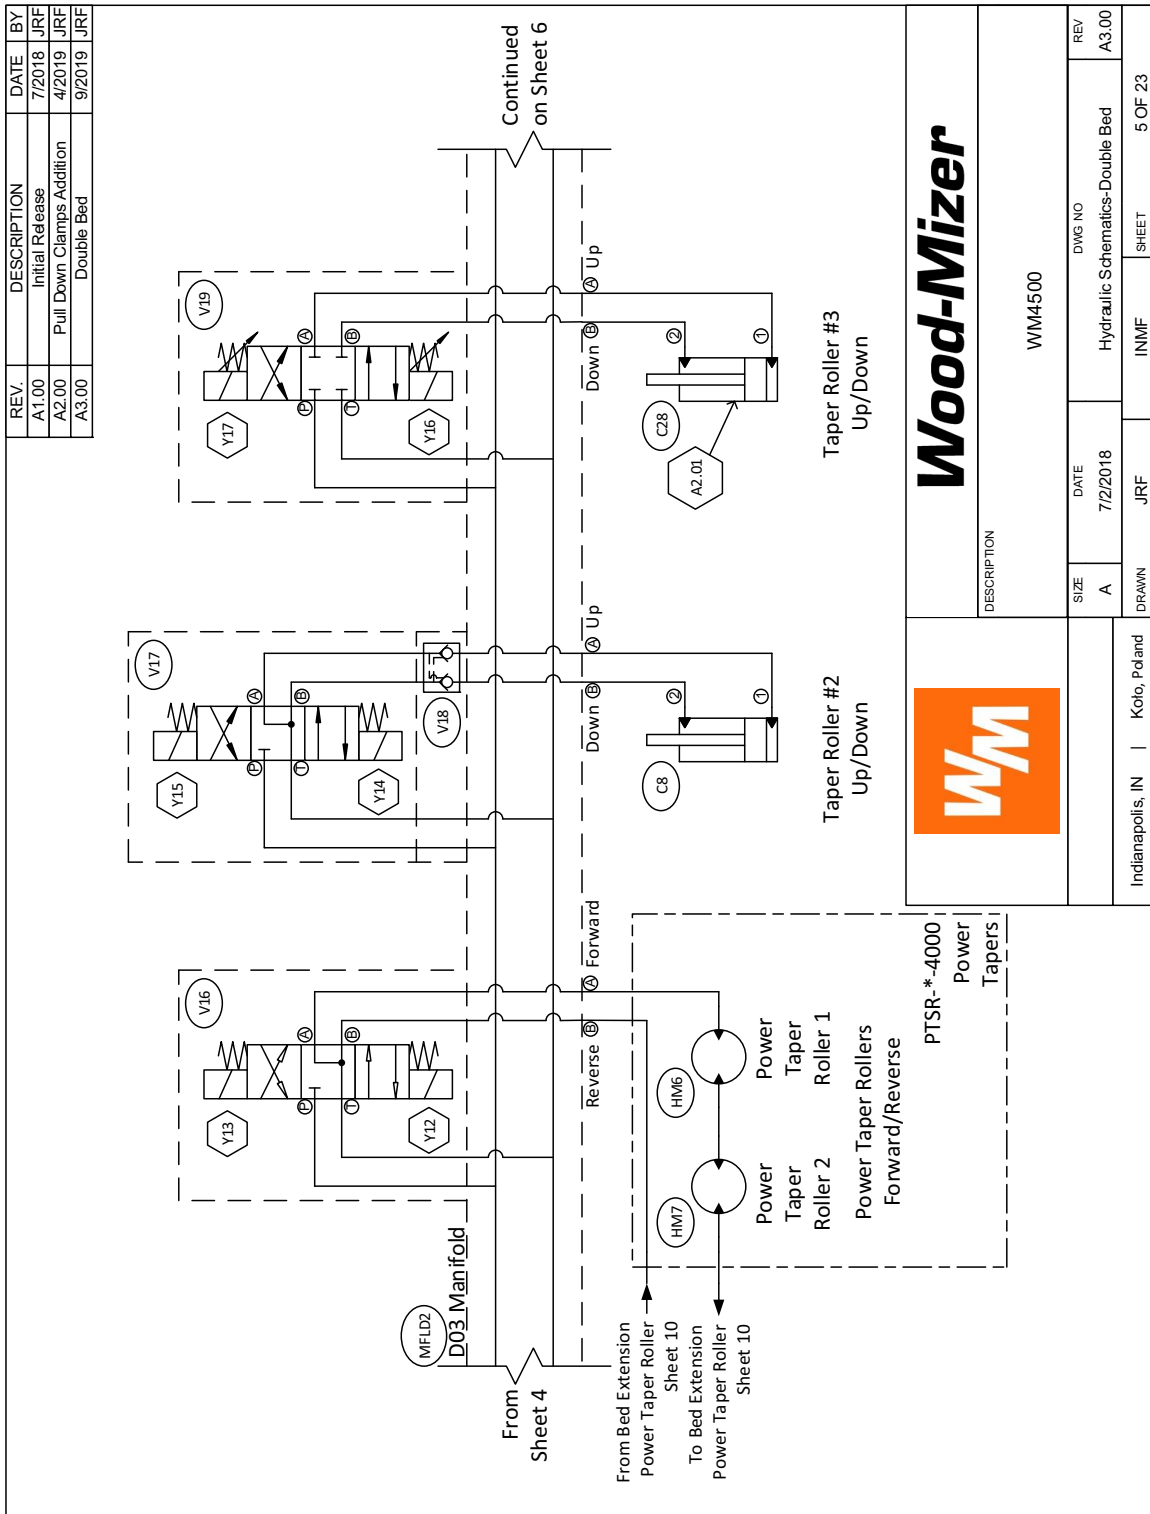 REV. DESCRIPTION DATE BY
A1.00 Initial Release 7/2018 JRF
A2.00 Pull Down Clamps Addition 4/2019 JRF
A3.00 Double Bed 9/2019 JRF
MFLD2
D03 Manifold
From
Sheet 4
Continued
on Sheet 6
V16
Y13
Y12
P
T
A
B
Reverse B
A Forward
V17
Y15
Y14
P
T
A
B
V18
Down B
A Up
V19
Y17
Y16
P
T
A
B
Down B
A Up
From Bed Extension
Power Taper Roller
Sheet 10
To Bed Extension
Power Taper Roller
Sheet 10
HM7
HM6
Power
Taper
Roller 2
Power
Taper
Roller 1
Power Taper Rollers
Forward/Reverse
PTSR-*-4000
Power
Tapers
C8
2
1
Taper Roller #2
Up/Down
C28
A2.01
2
1
Taper Roller #3
Up/Down
WM
Wood-Mizer
DESCRIPTION
WM4500
SIZE
A
DATE
7/2/2018
DWG NO
Hydraulic Schematics-Double Bed
REV
A3.00
Indianapolis, IN | Koło, Poland
DRAWN JRF INMF SHEET 5 OF 23